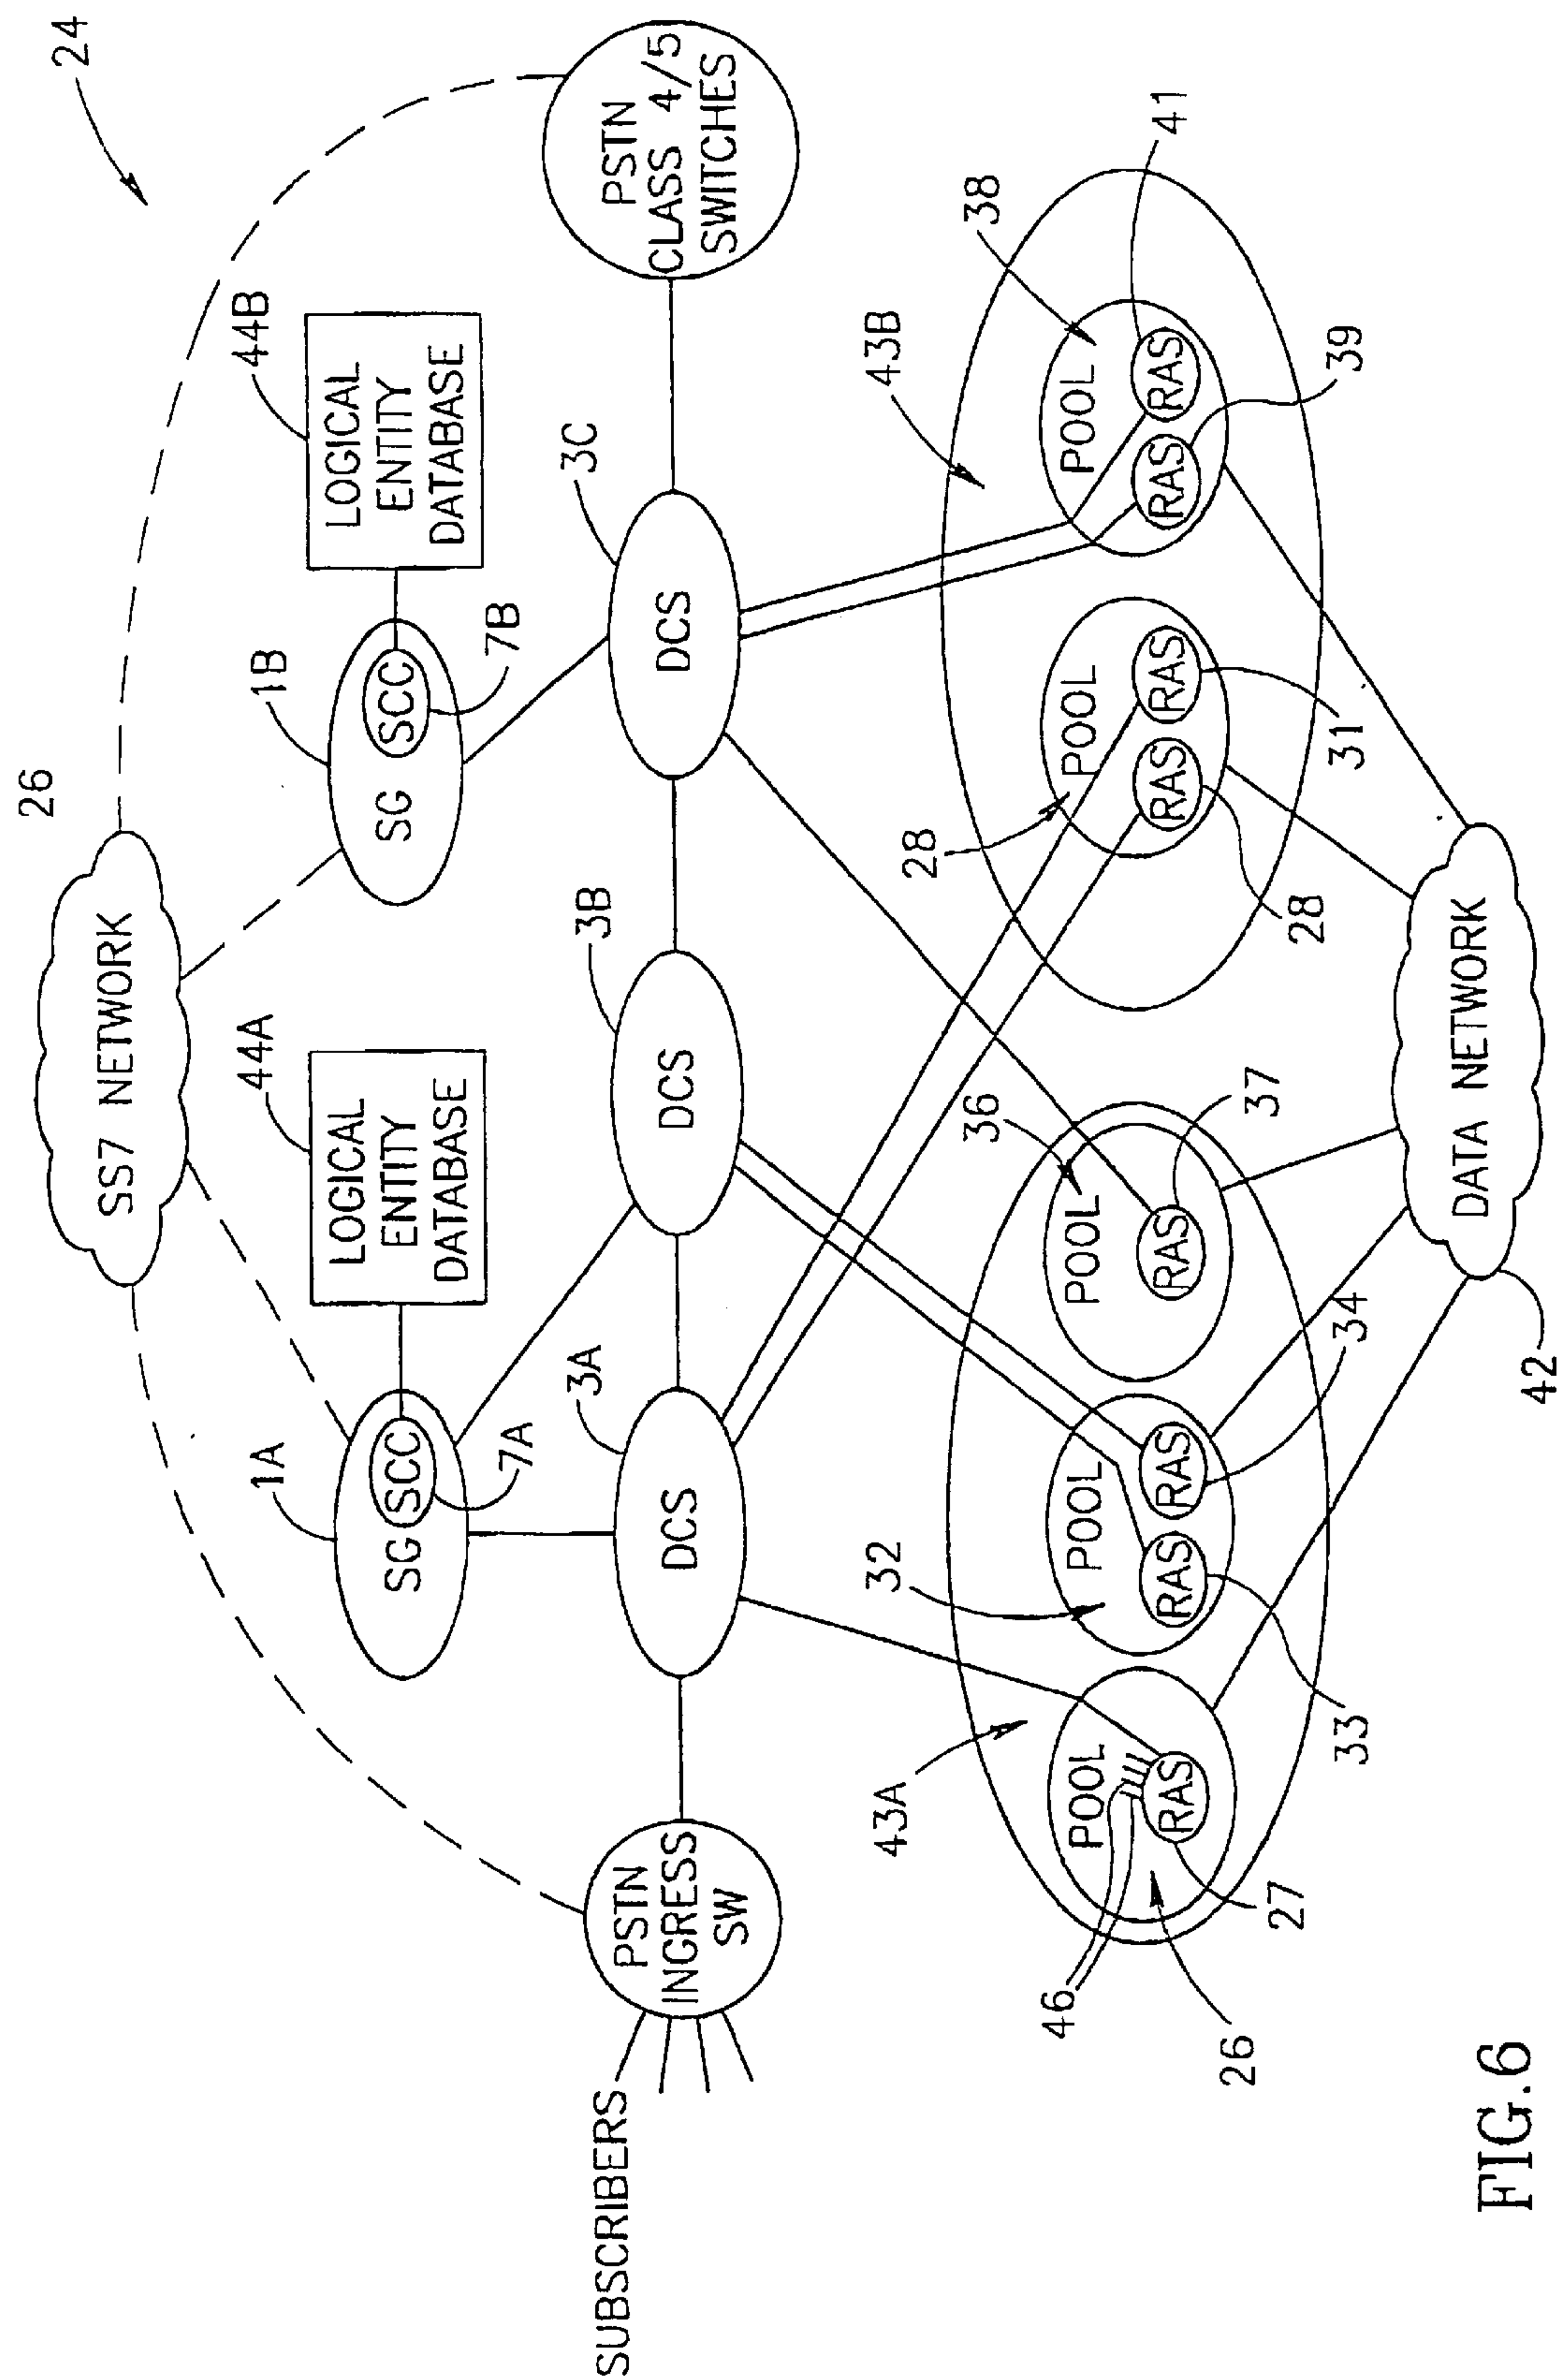 24
26
SS7 NETWORK
44A
LOGICAL
ENTITY
DATABASE
44B
LOGICAL
ENTITY
DATABASE
1A
SG
SCC
7A
1B
SG
SCC
7B
SUBSCRIBERS
PSTN
INGRESS
SW
3A
DCS
3B
DCS
3C
DCS
PSTN
CLASS 4/5
SWITCHES
43A
32
36
28
43B
38
41
46
POOL
RAS
26
27
POOL
RAS
RAS
33
34
POOL
RAS
37
POOL
RAS
RAS
28
31
POOL
RAS
RAS
39
42
DATA NETWORK
FIG.6